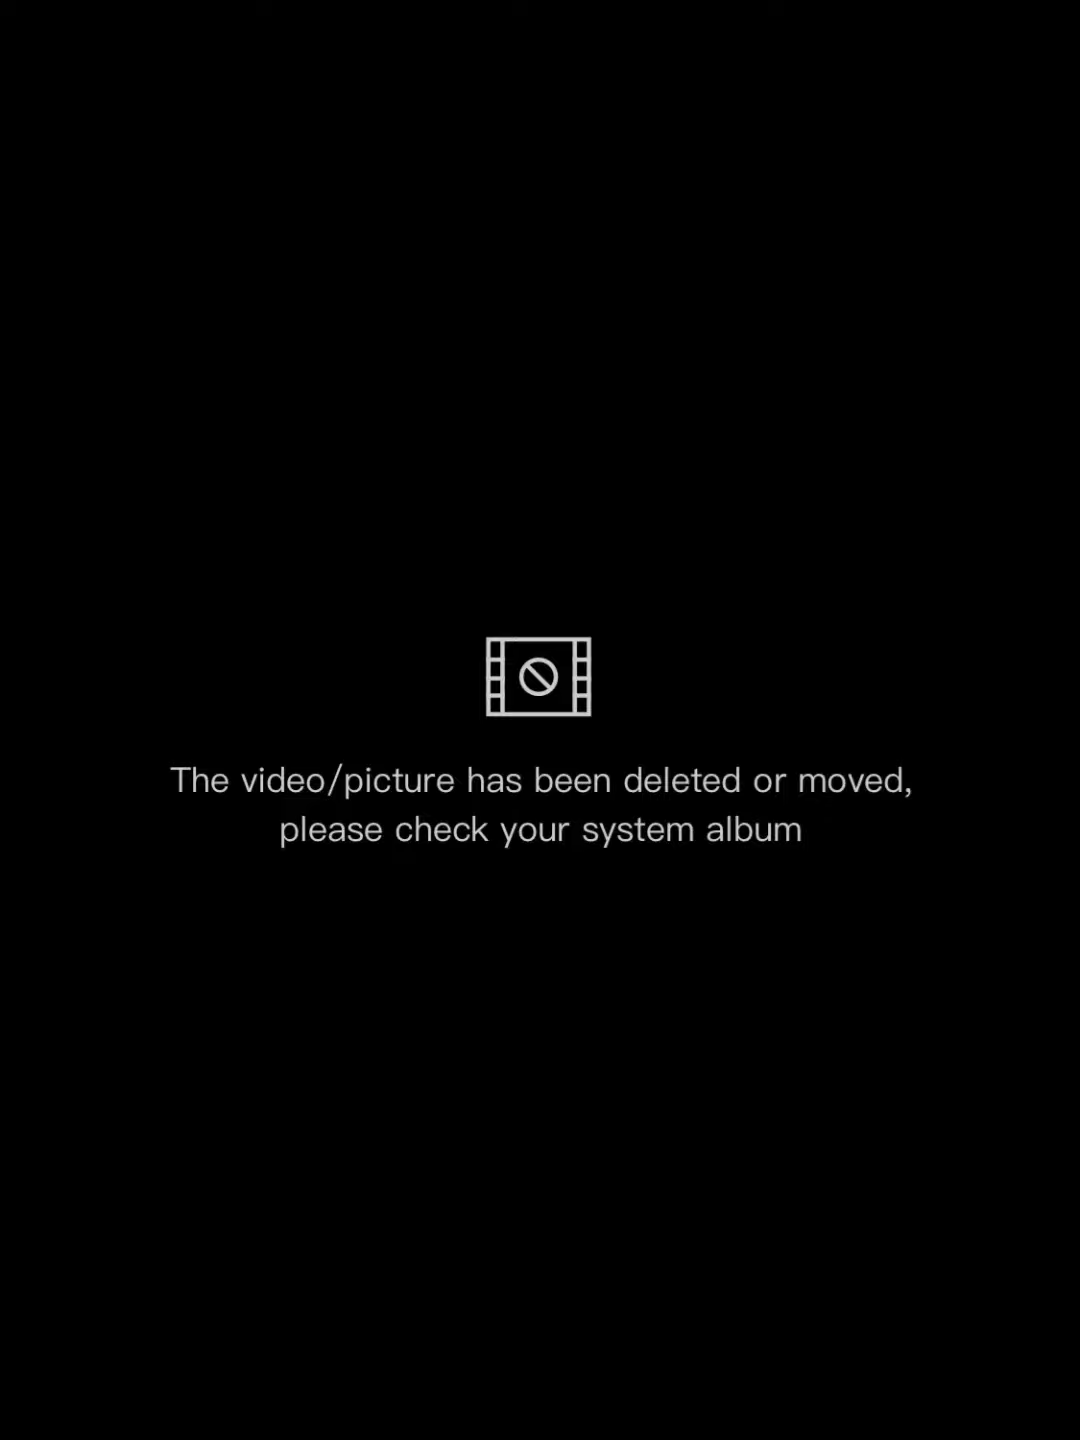 The video/picture has been deleted or moved,
please check your system album